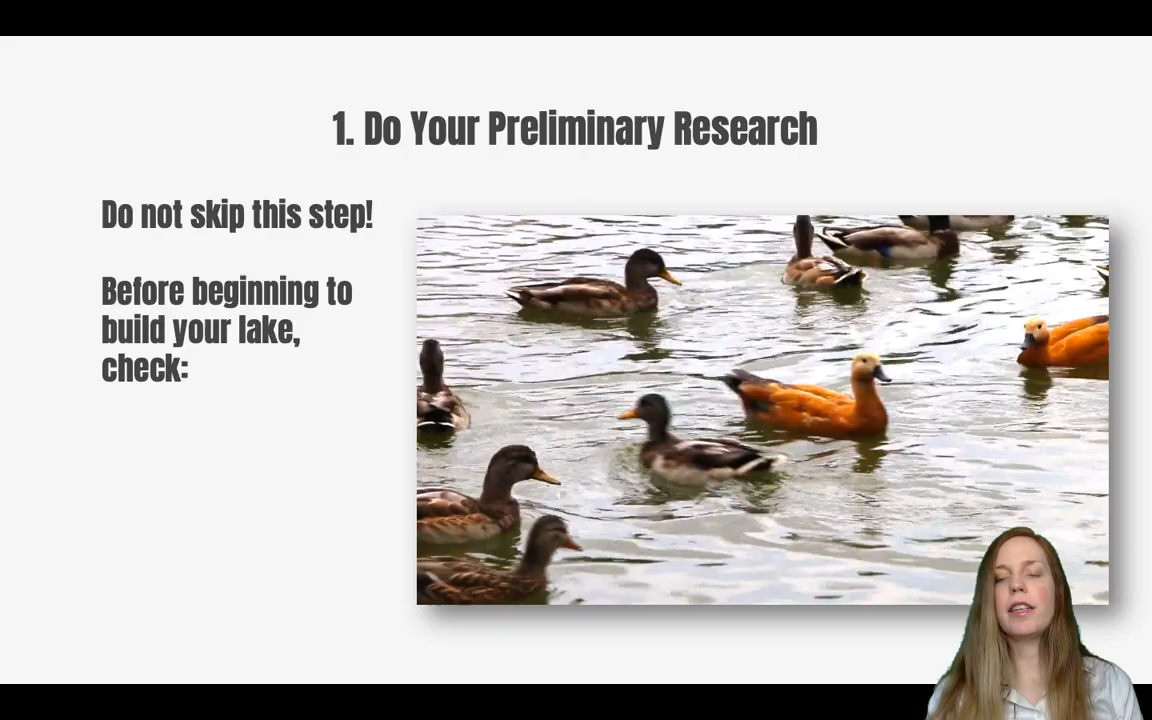 1. Do Your Preliminary Research
Do not skip this step!
Before beginning to
build your lake,
check: